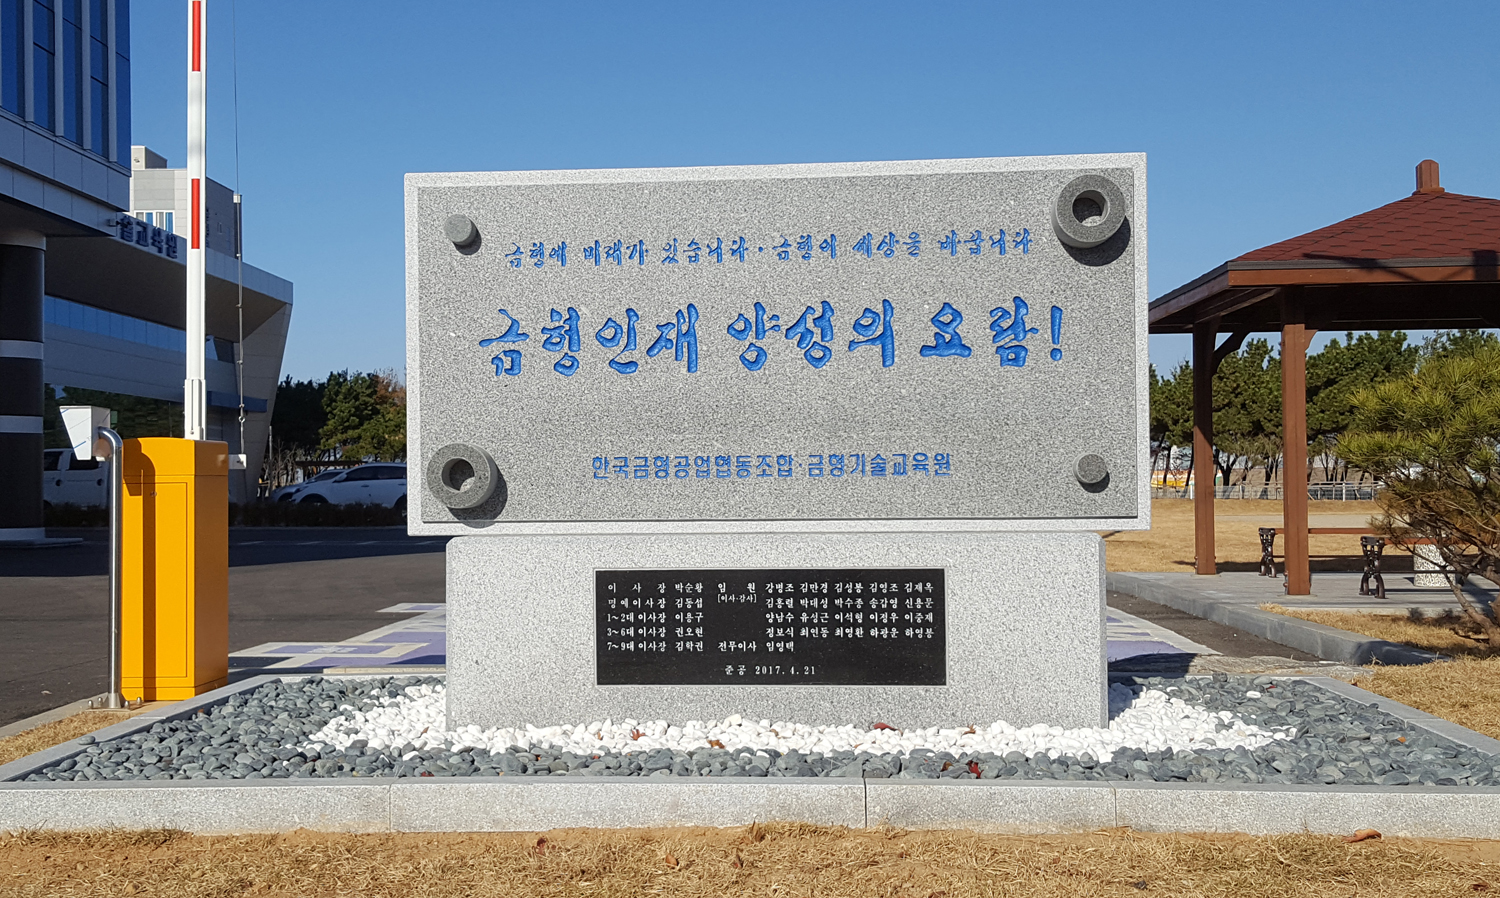 술교육원
금형에 미래가 있습니다·금형이 세상을 바꿉니다
금형인재 양성의 요람!
한국금형공업협동조합·금형기술교육원
이 사 장 박순황 임 원 강병조 김만경 김성봉 김영조 김재옥
명예이사장 김동섭 [이사·감사] 김홍렬 박대성 박수종 송갑영 신용문
1~2대 이사장 이용구 양남수 유성근 이석형 이정우 이중재
3~6대 이사장 권오현 정보식 최인동 최영환 하광운 하영봉
7~9대 이사장 김학권 전무이사 임영택
준공 2017.4.21